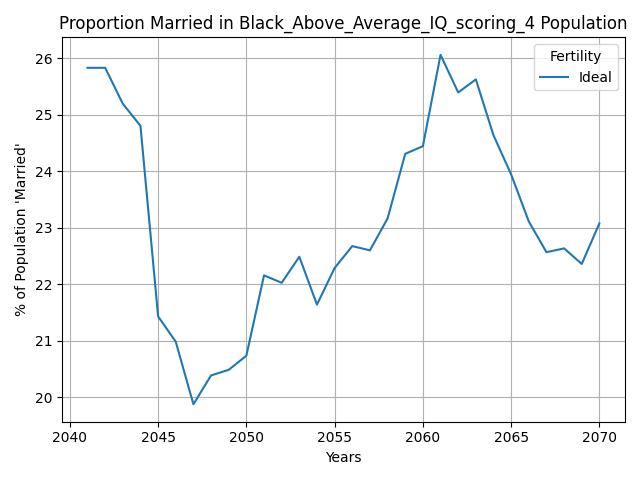 Proportion Married in Black_Above_Average_IQ_scoring_4 Population
Fertility
Ideal
26
25
24
23
22
21
20
% of Population 'Married'
2040 2045 2050 2055 2060 2065 2070
Years